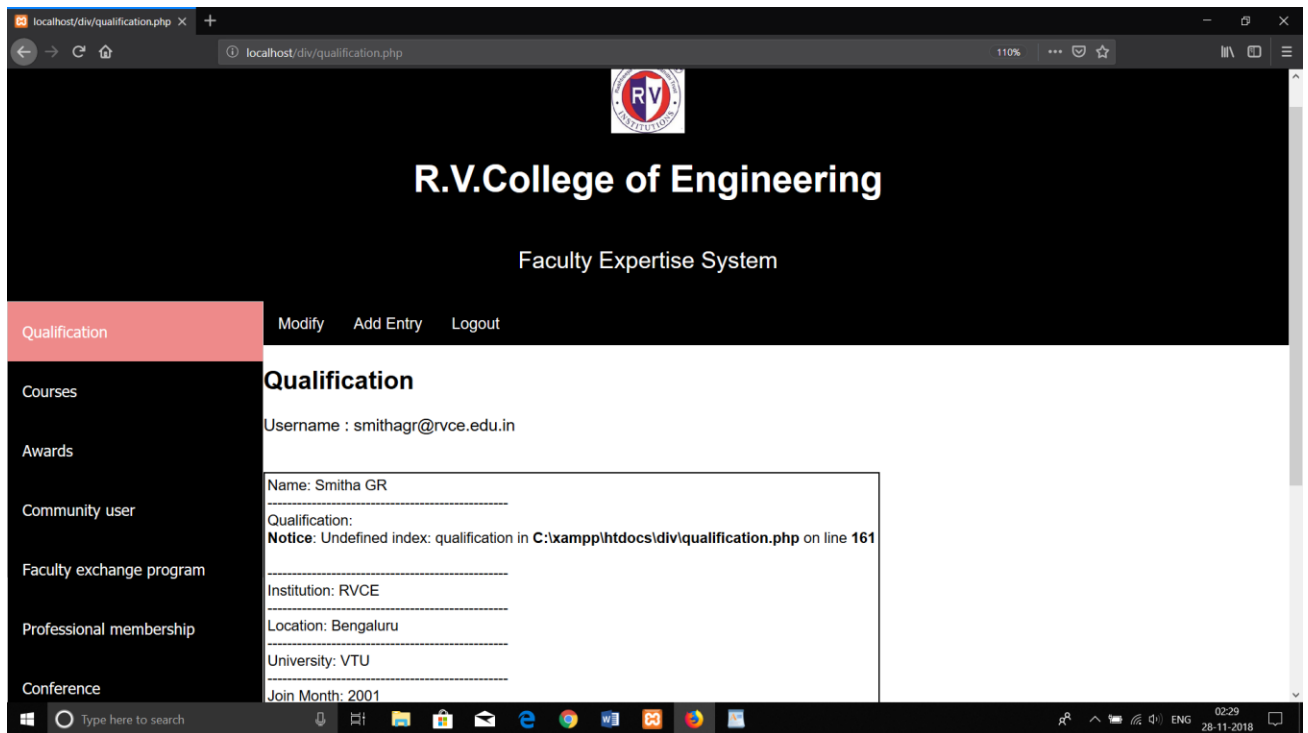 localhost/div/qualification.php
localhost/div/qualification.php
110%
RV
INSTITUTIONS
R.V.College of Engineering
Faculty Expertise System
Qualification
Courses
Awards
Community user
Faculty exchange program
Professional membership
Conference
Modify Add Entry Logout
Qualification
Username : smithagr@rvce.edu.in
Name: Smitha GR
------------------------------------------------
Qualification:
Notice: Undefined index: qualification in C:\xampp\htdocs\div\qualification.php on line 161
------------------------------------------------
Institution: RVCE
------------------------------------------------
Location: Bengaluru
------------------------------------------------
University: VTU
------------------------------------------------
Join Month: 2001
Type here to search
ENG
02:29
28-11-2018